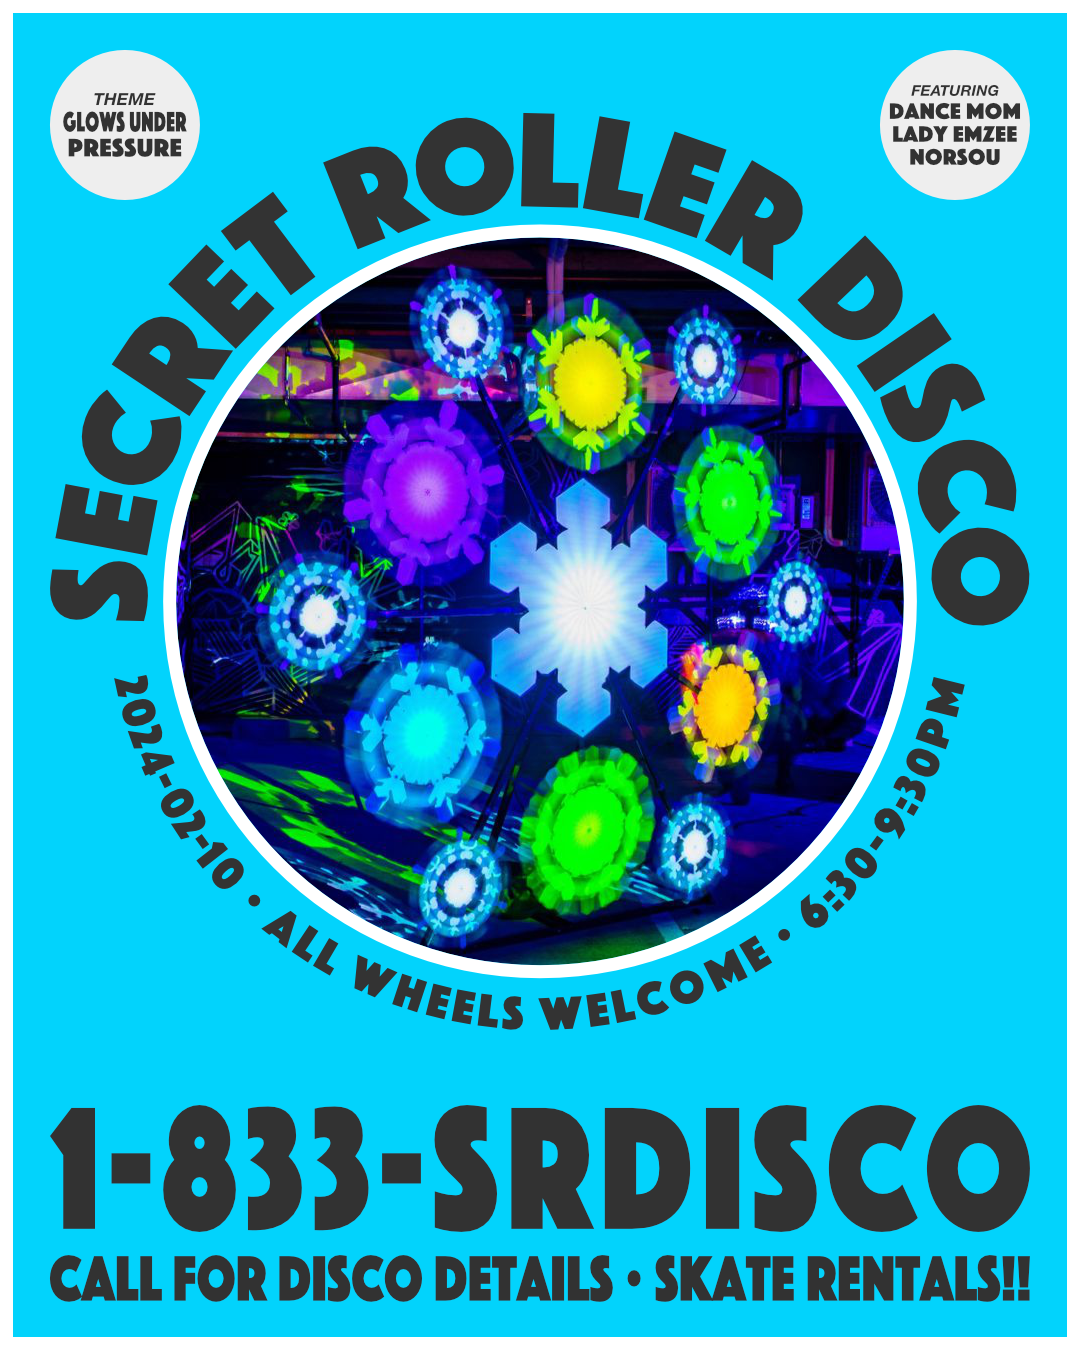 THEME
GLOWS UNDER
PRESSURE
FEATURING
DANCE MOM
LADY EMZEE
NORSOU
SECRET ROLLER DISCO
2024-02-10 • ALL WHEELS WELCOME • 6:30-9:30PM
1-833-SRDISCO
CALL FOR DISCO DETAILS • SKATE RENTALS!!